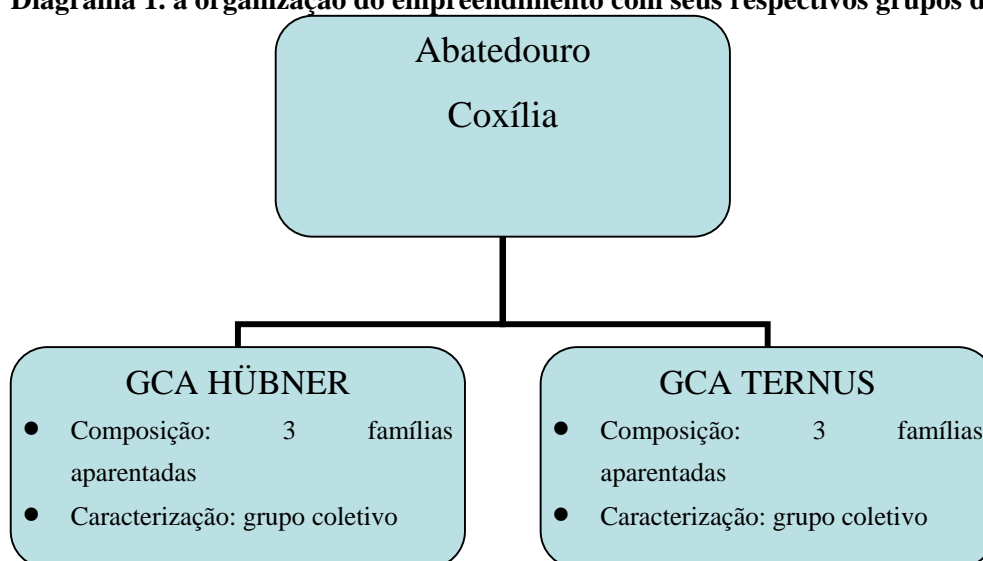 Diagrama 1. a organização do empreendimento com seus respectivos grupos d
Abatedouro
Coxília
GCA HÜBNER
● Composição: 3 famílias
aparentadas
● Caracterização: grupo coletivo
GCA TERNUS
● Composição: 3 famílias
aparentadas
● Caracterização: grupo coletivo